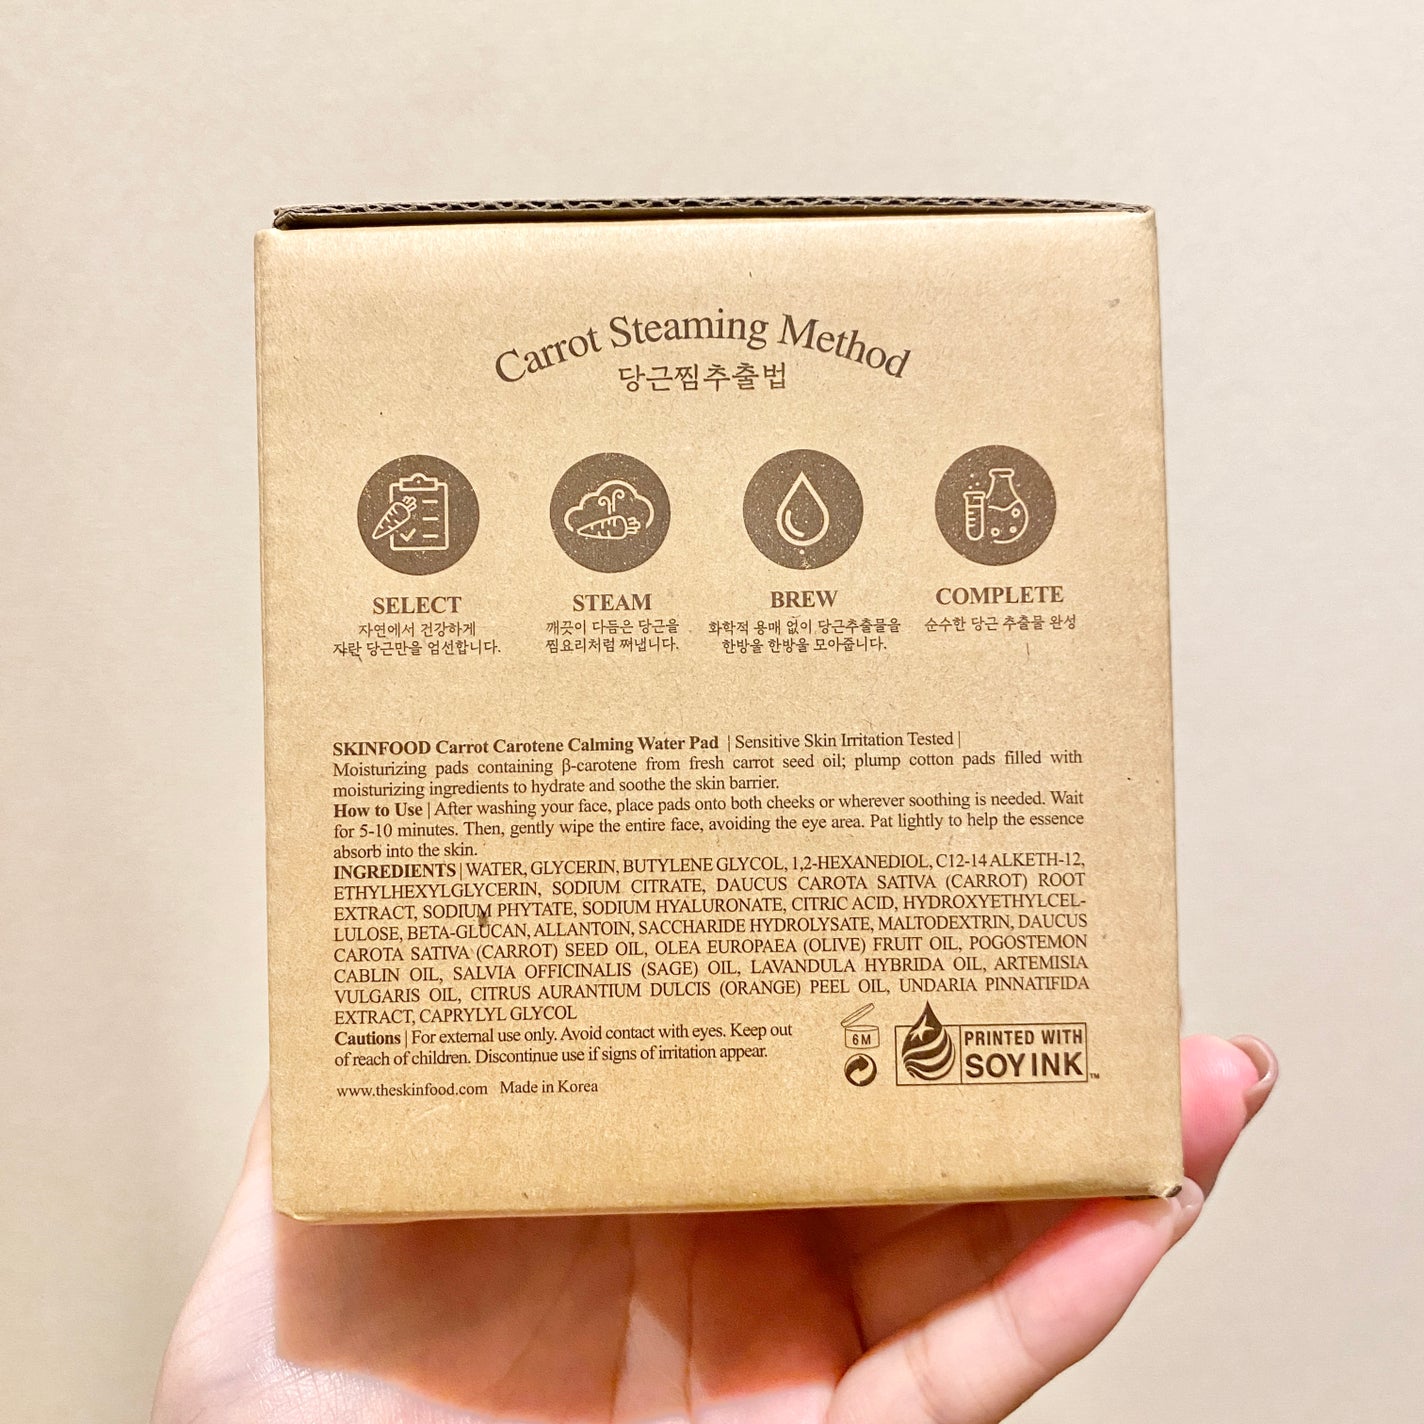 Carrot Steaming Method
당근찜추출법
SELECT
자연에서 건강하게
자란 당근만을 엄선합니다.
STEAM
깨끗이 다듬은 당근을
찜요리처럼 쪄냅니다.
BREW
화학적 용매 없이 당근추출물을
한방울 한방울 모아줍니다.
COMPLETE
순수한 당근 추출물 완성
SKINFOOD Carrot Carotene Calming Water Pad | Sensitive Skin Irritation Tested |
Moisturizing pads containing β-carotene from fresh carrot seed oil; plump cotton pads filled with
moisturizing ingredients to hydrate and soothe the skin barrier.
How to Use | After washing your face, place pads onto both cheeks or wherever soothing is needed. Wait
for 5-10 minutes. Then, gently wipe the entire face, avoiding the eye area. Pat lightly to help the essence
absorb into the skin.
INGREDIENTS | WATER, GLYCERIN, BUTYLENE GLYCOL, 1,2-HEXANEDIOL, C12-14 ALKETH-12,
ETHYLHEXYLGLYCERIN, SODIUM CITRATE, DAUCUS CAROTA SATIVA (CARROT) ROOT
EXTRACT, SODIUM PHYTATE, SODIUM HYALURONATE, CITRIC ACID, HYDROXYETHYLCEL-
LULOSE, BETA-GLUCAN, ALLANTOIN, SACCHARIDE HYDROLYSATE, MALTODEXTRIN, DAUCUS
CAROTA SATIVA (CARROT) SEED OIL, OLEA EUROPAEA (OLIVE) FRUIT OIL, POGOSTEMON
CABLIN OIL, SALVIA OFFICINALIS (SAGE) OIL, LAVANDULA HYBRIDA OIL, ARTEMISIA
VULGARIS OIL, CITRUS AURANTIUM DULCIS (ORANGE) PEEL OIL, UNDARIA PINNATIFIDA
EXTRACT, CAPRYLYL GLYCOL
Cautions | For external use only. Avoid contact with eyes. Keep out
of reach of children. Discontinue use if signs of irritation appear.
www.theskinfood.com Made in Korea
6M
PRINTED WITH
SOY INK™